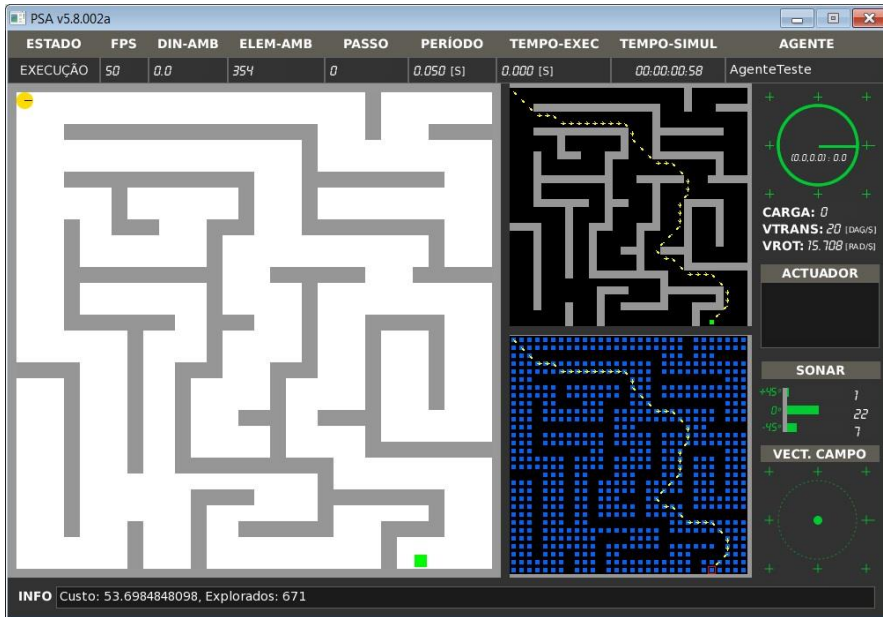 PSA v5.8.002a
ESTADO FPS DIN-AMB ELEM-AMB PASSO PERÍODO TEMPO-EXEC TEMPO-SIMUL AGENTE
EXECUÇÃO 50 0.0 354 0 0.050 [S] 0.000 [S] 00:00:00:58 AgenteTeste
(0.0,0.0) : 0.0
CARGA: 0
VTRANS: 20 [DAG/S]
VROT: 15.708 [RAD/S]
ACTUADOR
SONAR
+45° 1
0° 22
-45° 7
VECT. CAMPO
INFO Custo: 53.6984848098, Explorados: 671